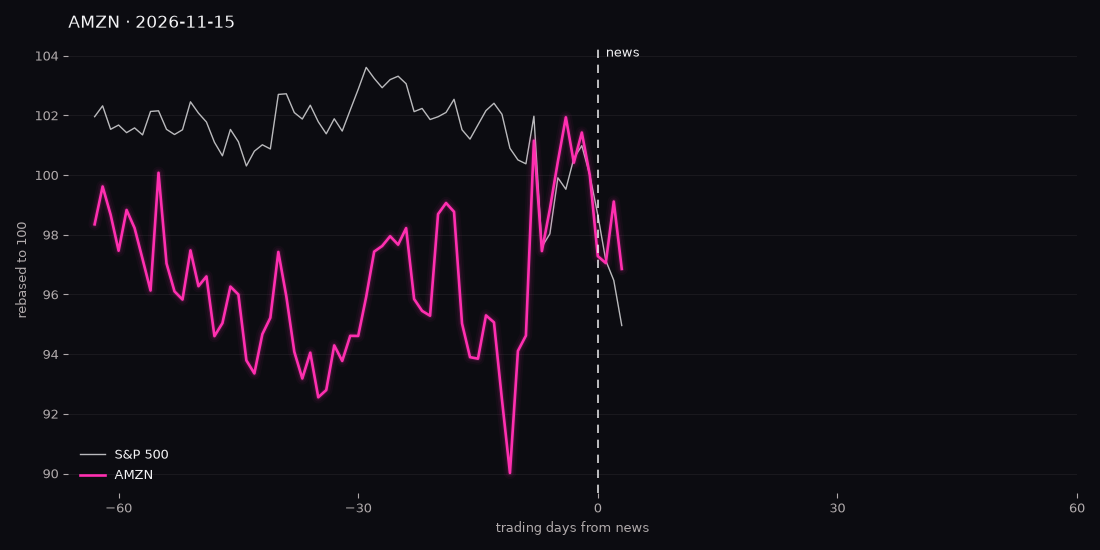 AMZN · 2026-11-15
news
rebased to 100
104
102
100
98
96
94
92
90
S&P 500
AMZN
−60
−30
0
30
60
trading days from news